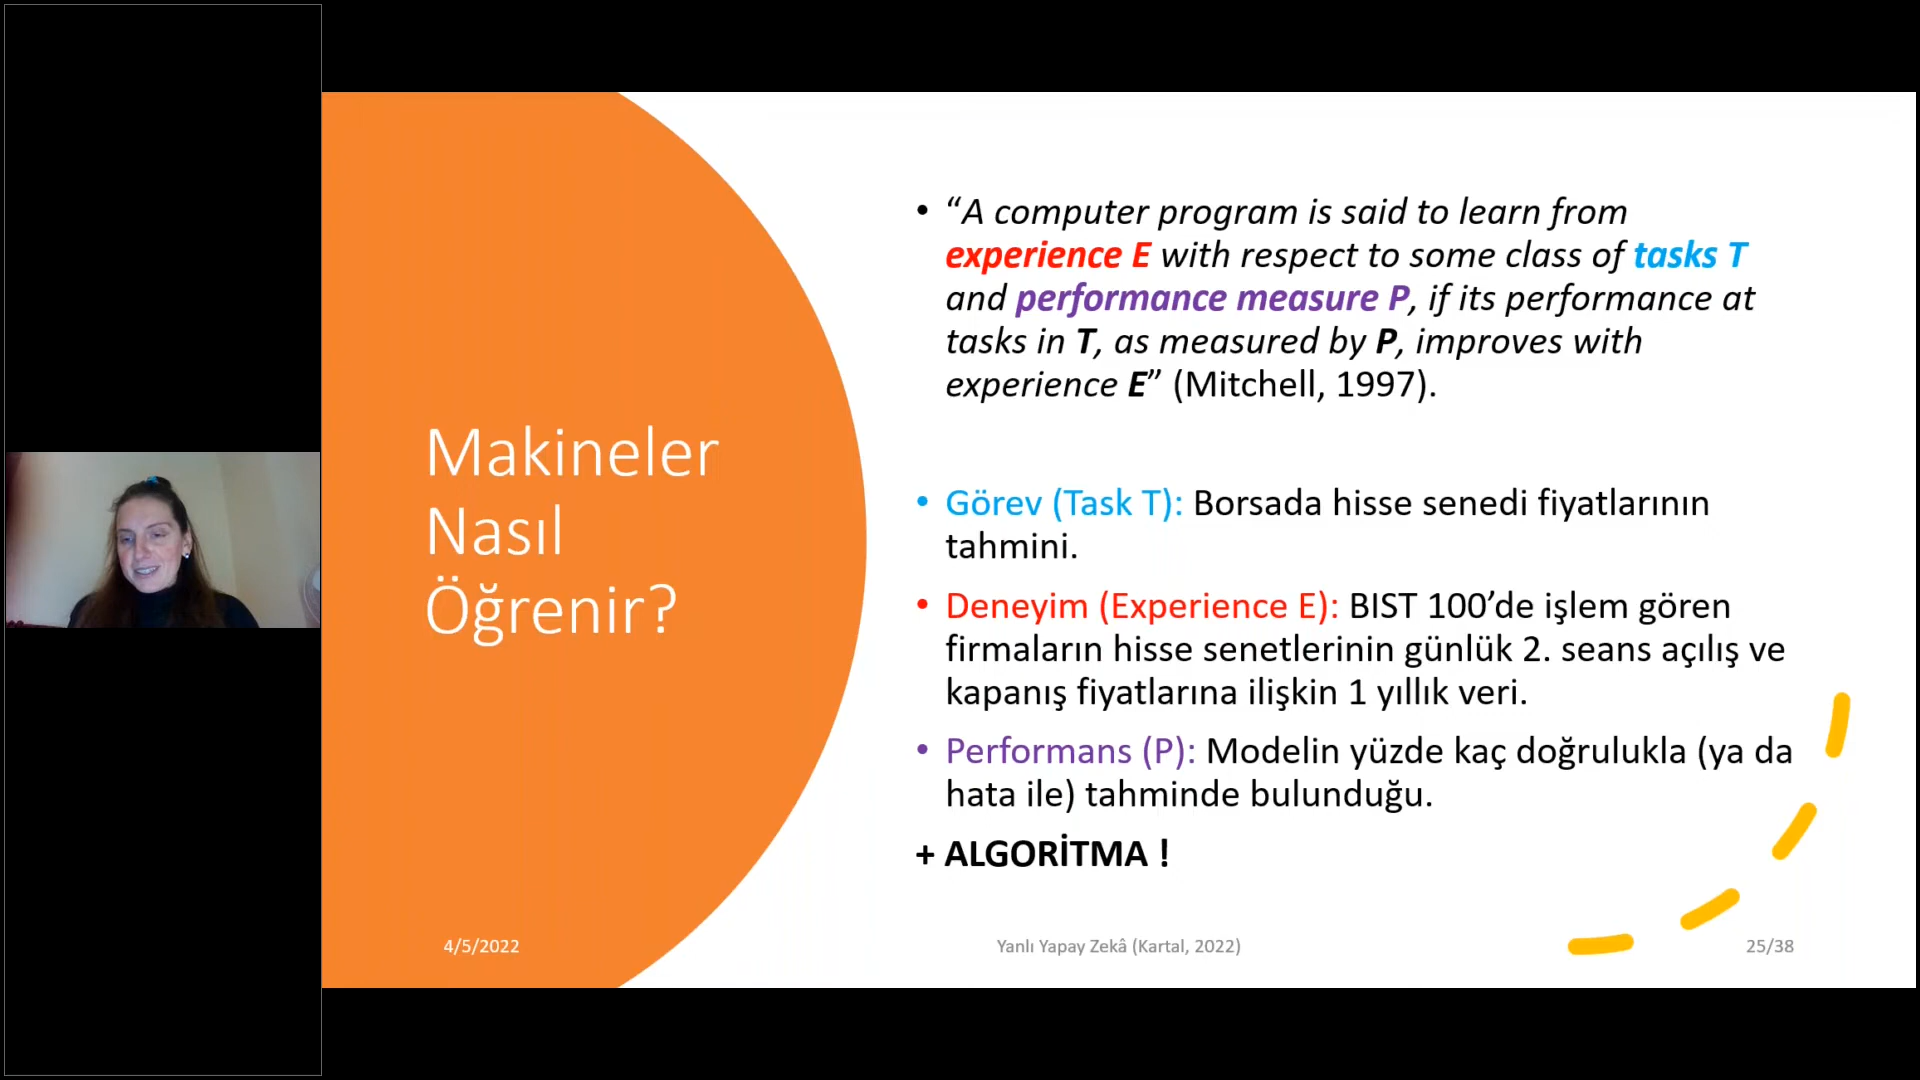 Makineler
Nasıl
Öğrenir?
• “A computer program is said to learn from
experience E with respect to some class of tasks T
and performance measure P, if its performance at
tasks in T, as measured by P, improves with
experience E” (Mitchell, 1997).
• Görev (Task T): Borsada hisse senedi fiyatlarının
tahmini.
• Deneyim (Experience E): BIST 100’de işlem gören
firmaların hisse senetlerinin günlük 2. seans açılış ve
kapanış fiyatlarına ilişkin 1 yıllık veri.
• Performans (P): Modelin yüzde kaç doğrulukla (ya da
hata ile) tahminde bulunduğu.
+ ALGORİTMA !
4/5/2022
Yanlı Yapay Zekâ (Kartal, 2022)
25/38